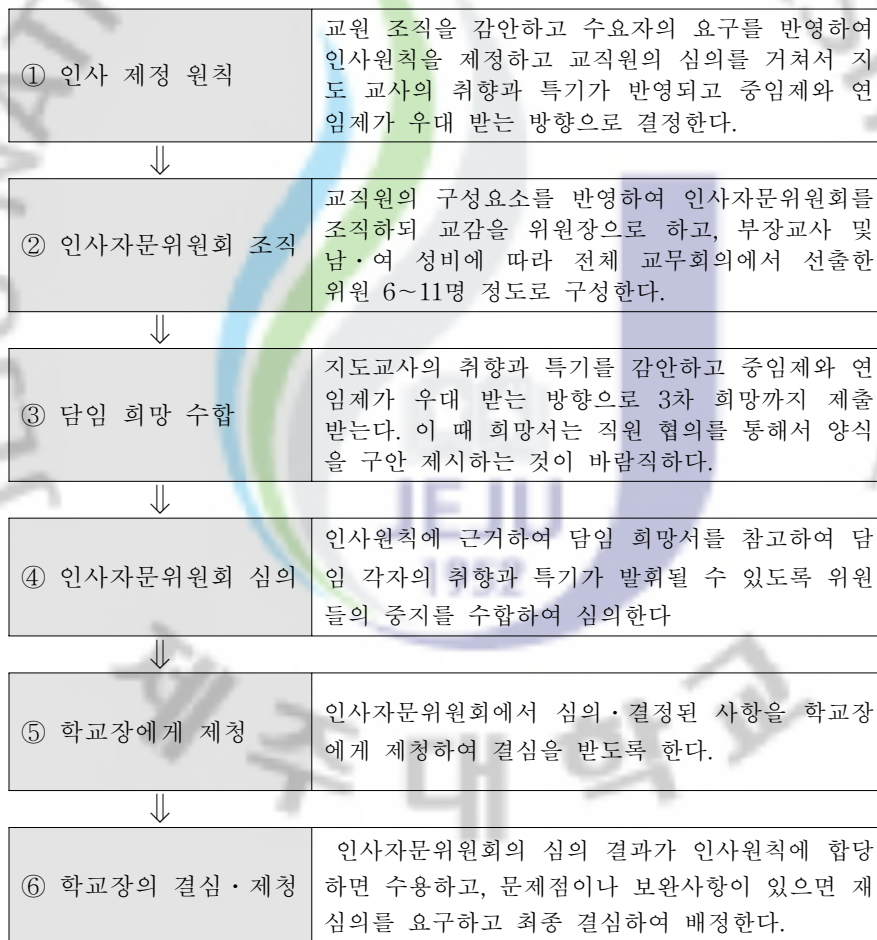 ① 인사 제정 원칙
교원 조직을 감안하고 수요자의 요구를 반영하여
인사원칙을 제정하고 교직원의 심의를 거쳐서 지
도 교사의 취향과 특기가 반영되고 중임제와 연
임제가 우대 받는 방향으로 결정한다.
⇓
② 인사자문위원회 조직
교직원의 구성요소를 반영하여 인사자문위원회를
조직하되 교감을 위원장으로 하고, 부장교사 및
남・여 성비에 따라 전체 교무회의에서 선출한
위원 6~11명 정도로 구성한다.
⇓
③ 담임 희망 수합
지도교사의 취향과 특기를 감안하고 중임제와 연
임제가 우대 받는 방향으로 3차 희망까지 제출
받는다. 이 때 희망서는 직원 협의를 통해서 양식
을 구안 제시하는 것이 바람직하다.
⇓
④ 인사자문위원회 심의
인사원칙에 근거하여 담임 희망서를 참고하여 담
임 각자의 취향과 특기가 발휘될 수 있도록 위원
들의 중지를 수합하여 심의한다
⇓
⑤ 학교장에게 제청
인사자문위원회에서 심의・결정된 사항을 학교장
에게 제청하여 결심을 받도록 한다.
⇓
⑥ 학교장의 결심・제청
인사자문위원회의 심의 결과가 인사원칙에 합당
하면 수용하고, 문제점이나 보완사항이 있으면 재
심의를 요구하고 최종 결심하여 배정한다.
JEJU
1952
제주대학교